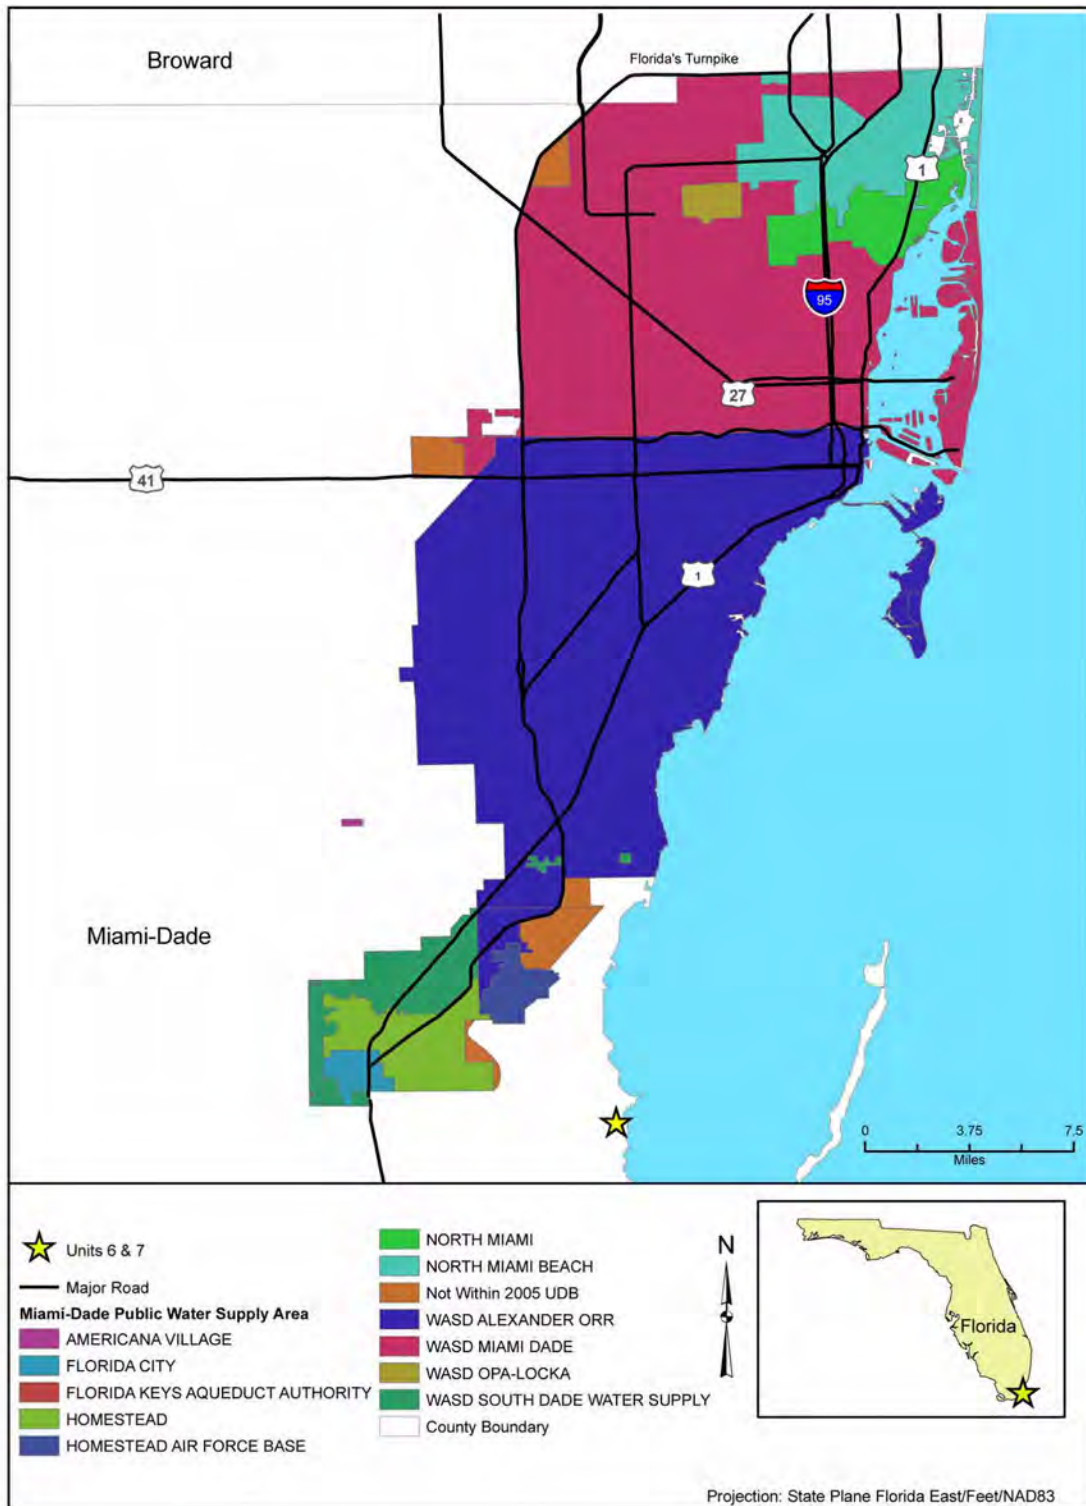 Broward
Florida's Turnpike
1
95
27
41
1
Miami-Dade
0 3.75 7.5
Miles
Units 6 & 7
Major Road
Miami-Dade Public Water Supply Area
AMERICANA VILLAGE
FLORIDA CITY
FLORIDA KEYS AQUEDUCT AUTHORITY
HOMESTEAD
HOMESTEAD AIR FORCE BASE
NORTH MIAMI
NORTH MIAMI BEACH
Not Within 2005 UDB
WASD ALEXANDER ORR
WASD MIAMI DADE
WASD OPA-LOCKA
WASD SOUTH DADE WATER SUPPLY
County Boundary
N
Florida
Projection: State Plane Florida East/Feet/NAD83